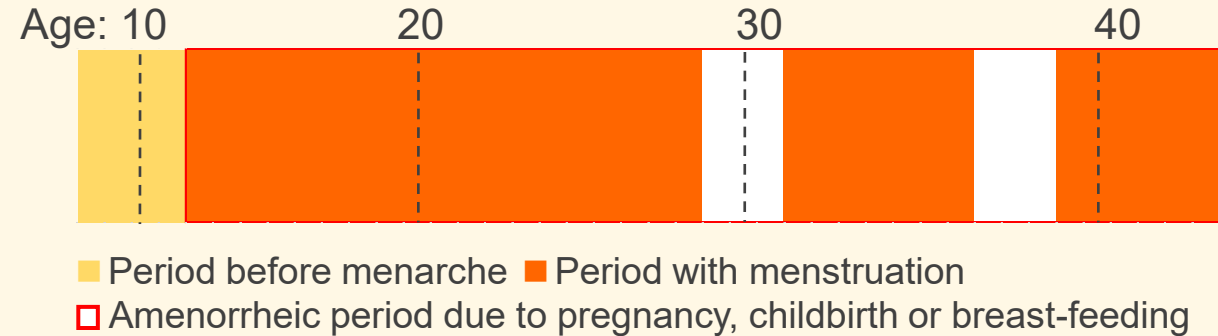 Age: 10 20 30 40
Period before menarche Period with menstruation
Amenorrheic period due to pregnancy, childbirth or breast-feeding